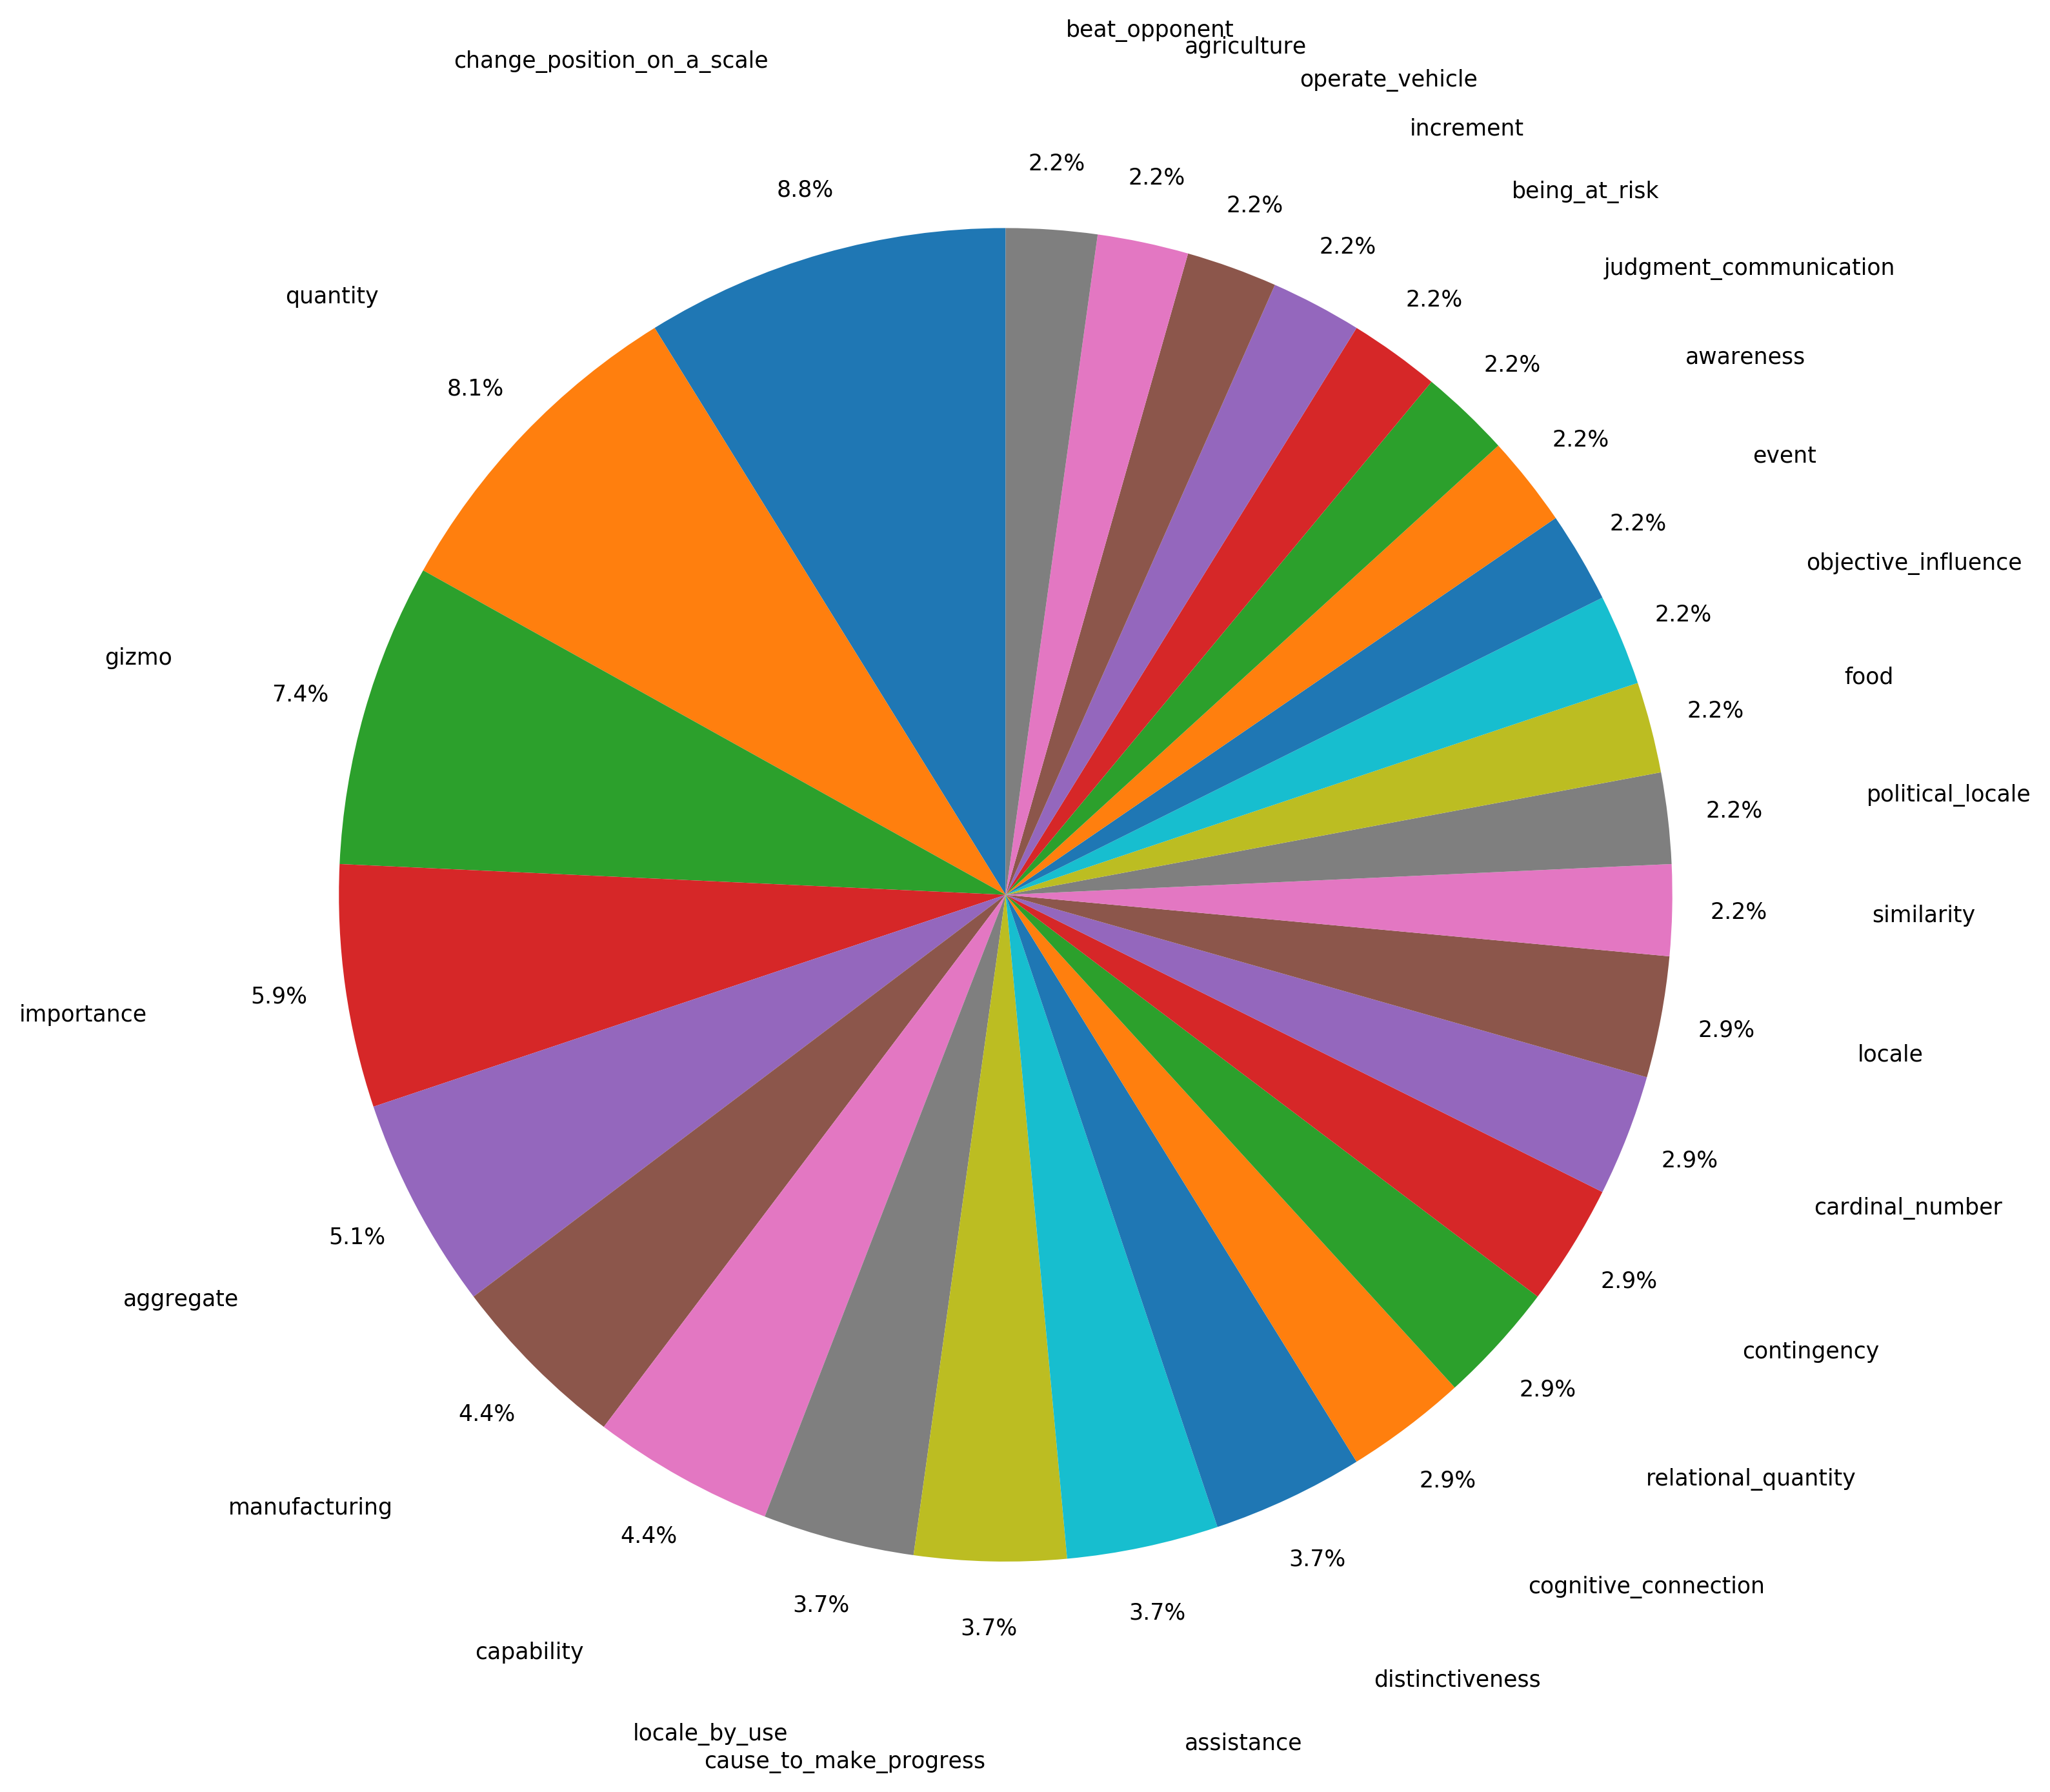 beat_opponent
agriculture
change_position_on_a_scale
operate_vehicle
increment
2.2%
2.2%
8.8%
being_at_risk
2.2%
2.2%
judgment_communication
quantity
2.2%
awareness
2.2%
8.1%
2.2%
event
2.2%
objective_influence
2.2%
gizmo
food
7.4%
2.2%
political_locale
2.2%
2.2%
similarity
5.9%
importance
2.9%
locale
2.9%
cardinal_number
5.1%
2.9%
aggregate
contingency
2.9%
4.4%
relational_quantity
2.9%
manufacturing
4.4%
3.7%
cognitive_connection
3.7%
3.7%
3.7%
capability
distinctiveness
locale_by_use
assistance
cause_to_make_progress